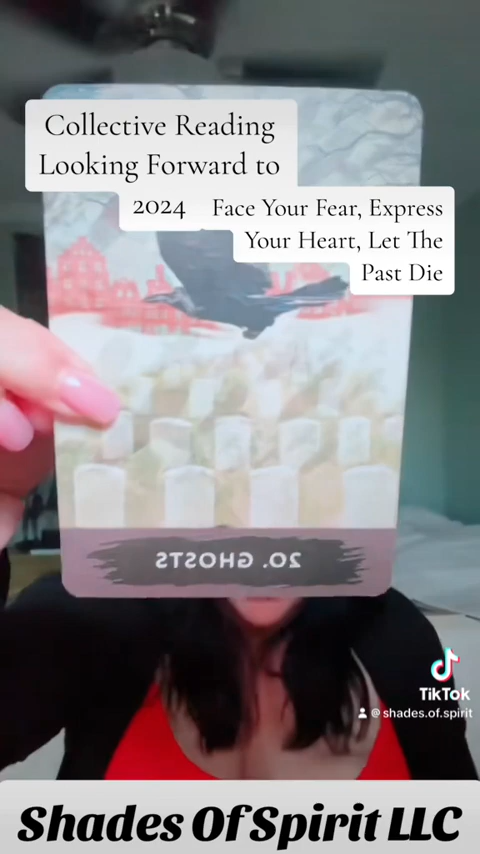 Collective Reading
Looking Forward to
2024
Face Your Fear, Express
Your Heart, Let The
Past Die
20. GHOSTS
TikTok
@ shades.of.spirit
Shades Of Spirit LLC